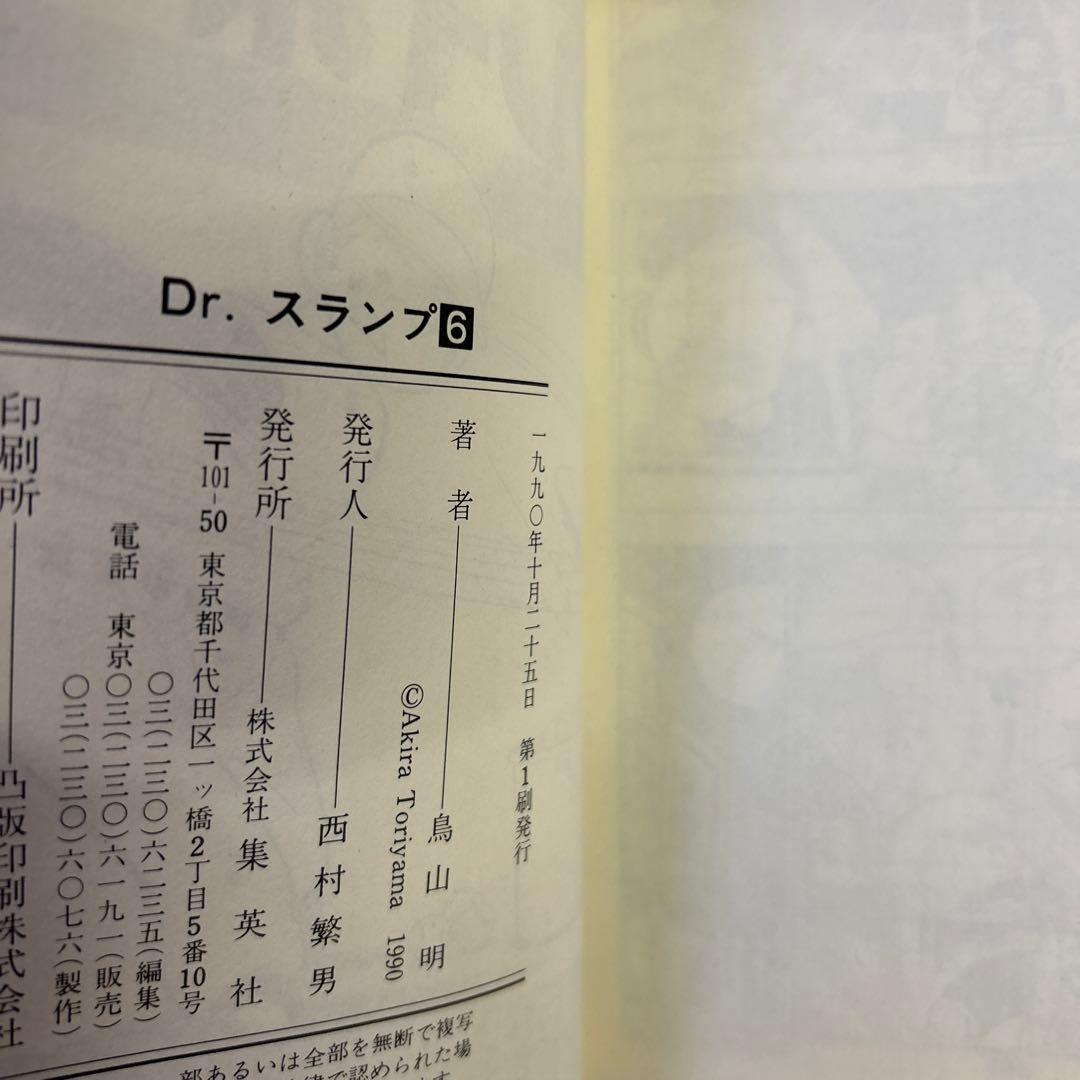 Dr. スランプ6
一九九〇年十月二十五日 第1刷発行
著者 鳥山明
©Akira Toriyama 1990
発行人 西村繁男
発行所 株式会社 集英社
〒101-50 東京都千代田区一ツ橋2丁目5番10号
〇三(二三〇)六二三五(編集)
電話 東京〇三(二三〇)六一九一(販売)
〇三(二三〇)六〇七六(製作)
印刷所 凸版印刷株式会社
部あるいは全部を無断で複写
律で認められた場